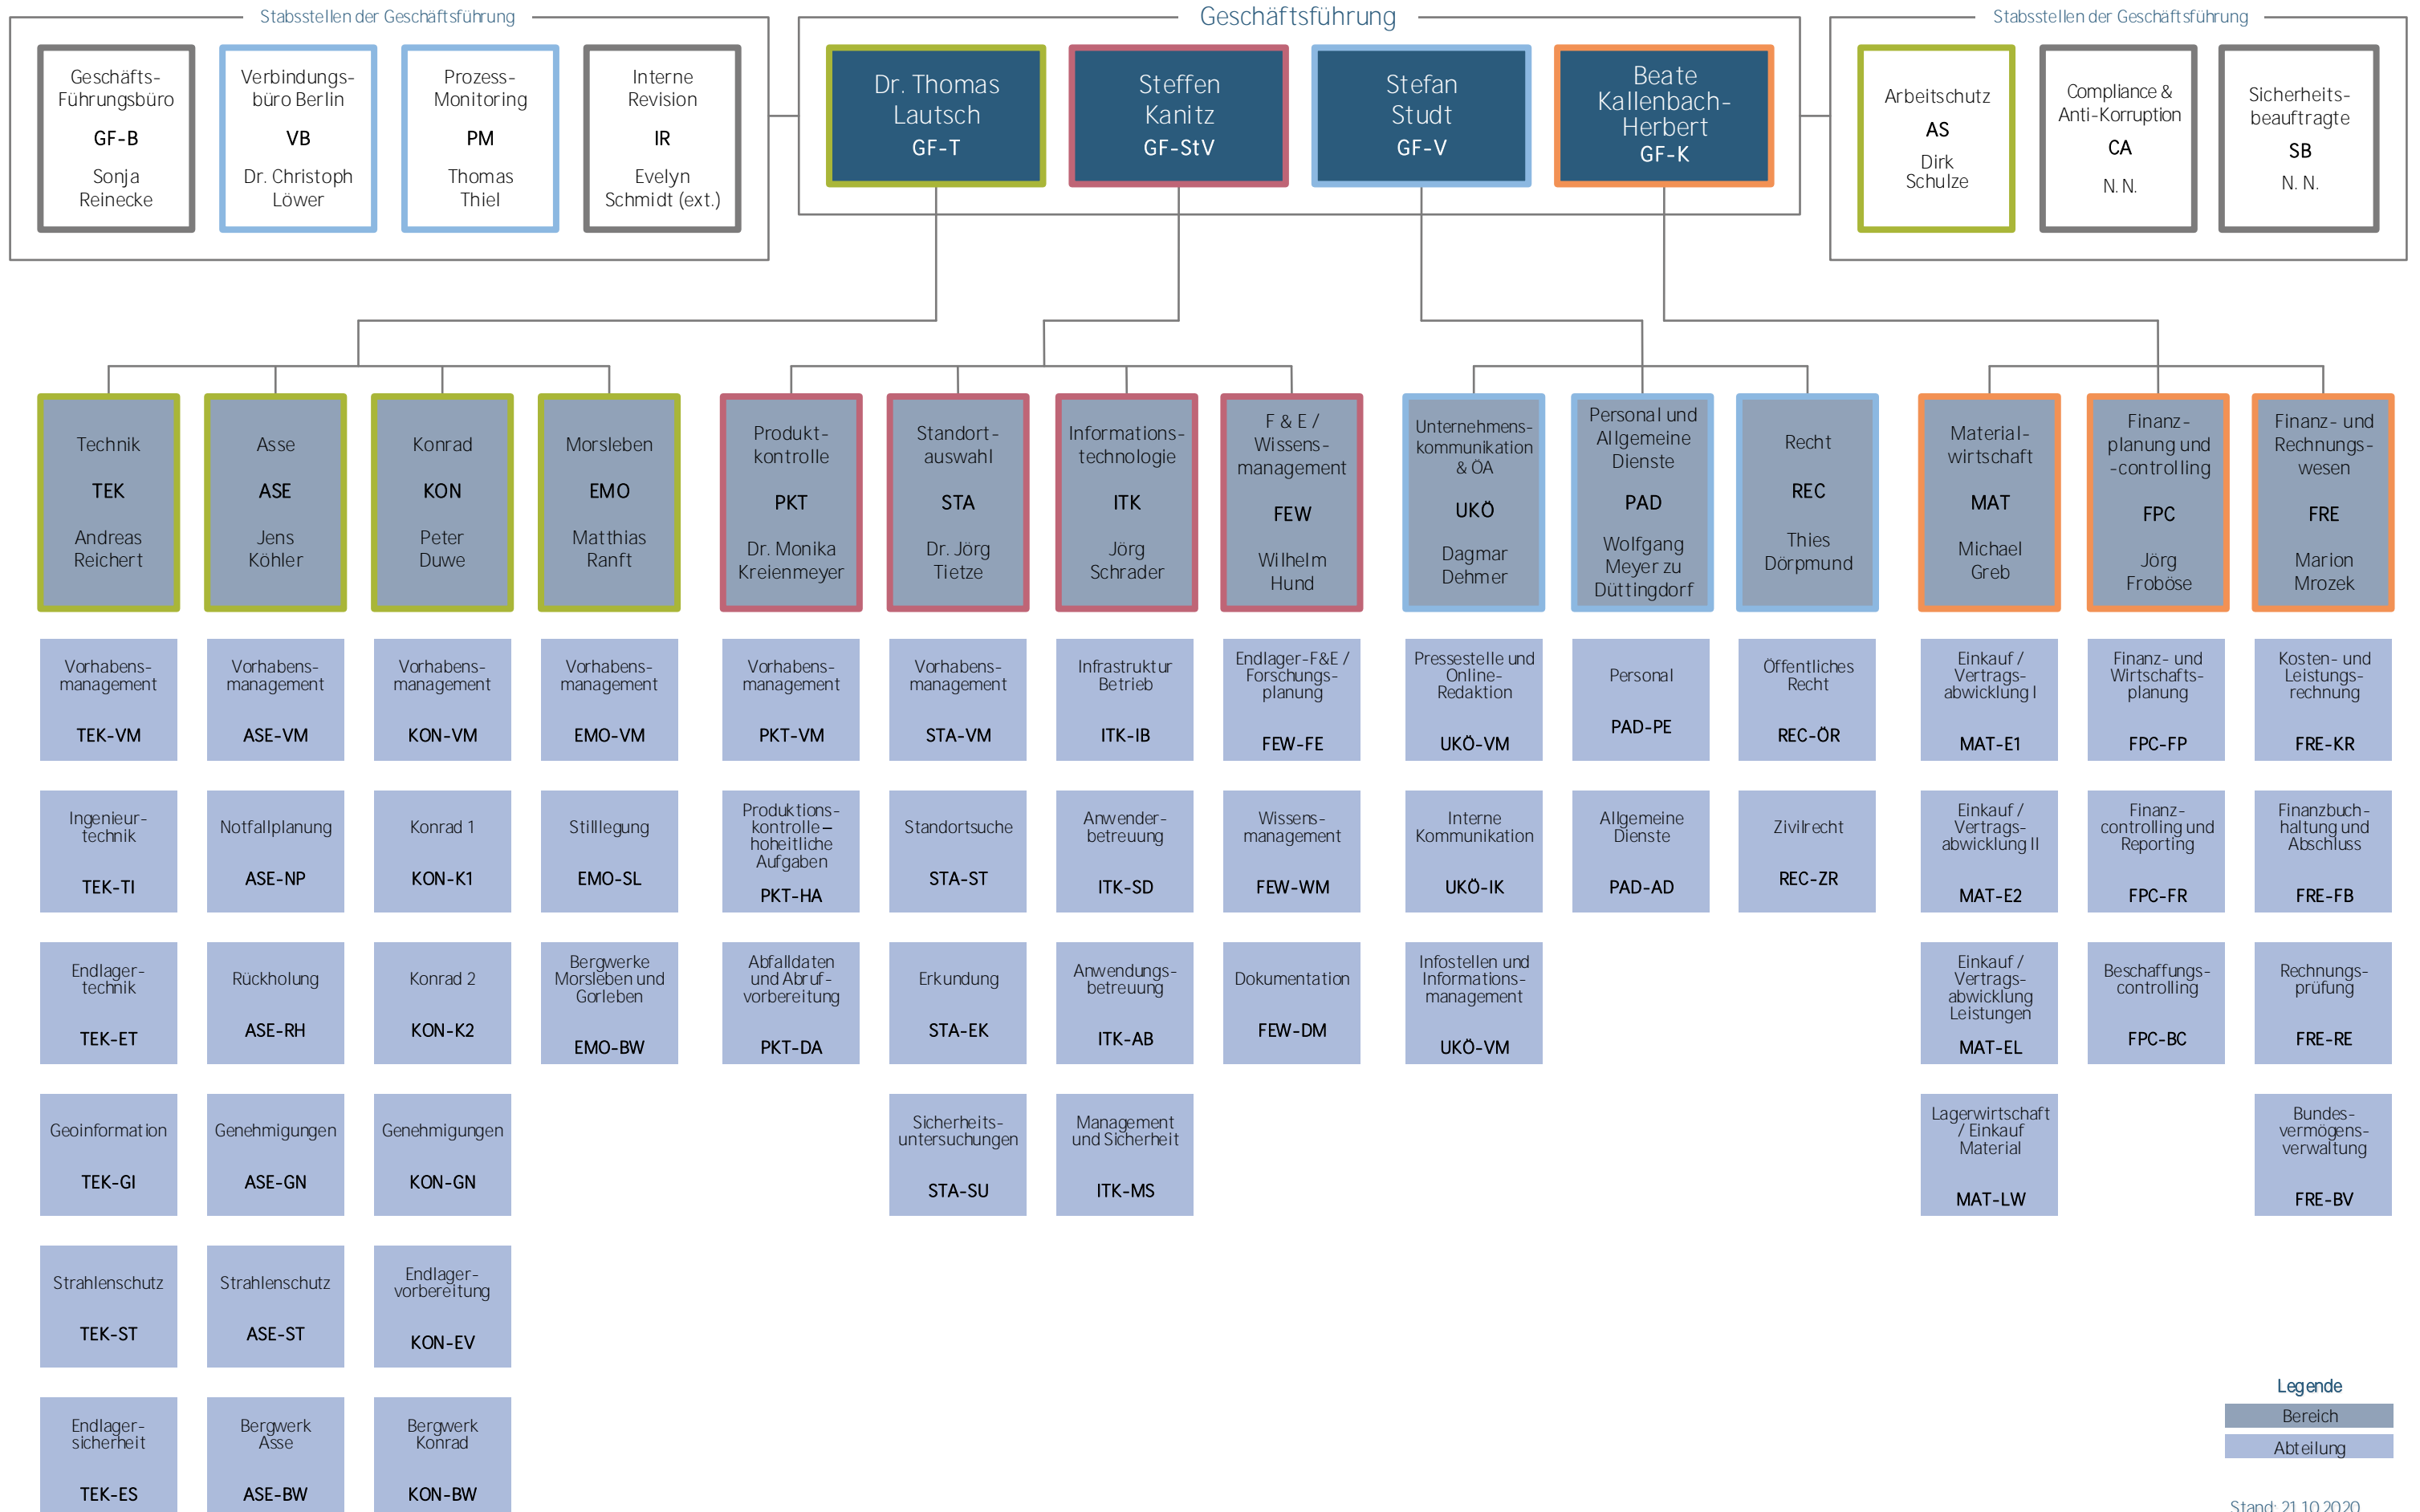 Stabsstellen der Geschäftsführung
Geschäfts-
Führungsbüro
GF-B
Sonja
Reinecke
Verbindungs-
büro Berlin
VB
Dr. Christoph
Löwer
Prozess-
Monitoring
PM
Thomas
Thiel
Interne
Revision
IR
Evelyn
Schmidt (ext.)
Geschäftsführung
Dr. Thomas
Lautsch
GF-T
Steffen
Kanitz
GF-StV
Stefan
Studt
GF-V
Beate
Kallenbach-
Herbert
GF-K
Stabsstellen der Geschäftsführung
Arbeitschutz
AS
Dirk
Schulze
Compliance &
Anti-Korruption
CA
N. N.
Sicherheits-
beauftragte
SB
N. N.
Technik
TEK
Andreas
Reichert
Asse
ASE
Jens
Köhler
Konrad
KON
Peter
Duwe
Morsleben
EMO
Matthias
Ranft
Produkt-
kontrolle
PKT
Dr. Monika
Kreienmeyer
Standort-
auswahl
STA
Dr. Jörg
Tietze
Informations-
technologie
ITK
Jörg
Schrader
F & E /
Wissens-
management
FEW
Wilhelm
Hund
Unternehmens-
kommunikation
& ÖA
UKÖ
Dagmar
Dehmer
Personal und
Allgemeine
Dienste
PAD
Wolfgang
Meyer zu
Düttingdorf
Recht
REC
Thies
Dörpmund
Material-
wirtschaft
MAT
Michael
Greb
Finanz-
planung und
-controlling
FPC
Jörg
Froböse
Finanz- und
Rechnungs-
wesen
FRE
Marion
Mrozek
Vorhabens-
management
TEK-VM
Vorhabens-
management
ASE-VM
Vorhabens-
management
KON-VM
Vorhabens-
management
EMO-VM
Vorhabens-
management
PKT-VM
Vorhabens-
management
STA-VM
Infrastruktur
Betrieb
ITK-IB
Endlager-F&E /
Forschungs-
planung
FEW-FE
Pressestelle und
Online-
Redaktion
UKÖ-VM
Personal
PAD-PE
Öffentliches
Recht
REC-ÖR
Einkauf /
Vertrags-
abwicklung I
MAT-E1
Finanz- und
Wirtschafts-
planung
FPC-FP
Kosten- und
Leistungs-
rechnung
FRE-KR
Ingenieur-
technik
TEK-TI
Notfallplanung
ASE-NP
Konrad 1
KON-K1
Stilllegung
EMO-SL
Produktions-
kontrolle –
hoheitliche
Aufgaben
PKT-HA
Standortsuche
STA-ST
Anwender-
betreuung
ITK-SD
Wissens-
management
FEW-WM
Interne
Kommunikation
UKÖ-IK
Allgemeine
Dienste
PAD-AD
Zivilrecht
REC-ZR
Einkauf /
Vertrags-
abwicklung II
MAT-E2
Finanz-
controlling und
Reporting
FPC-FR
Finanzbuch-
haltung und
Abschluss
FRE-FB
Endlager-
technik
TEK-ET
Rückholung
ASE-RH
Konrad 2
KON-K2
Bergwerke
Morsleben und
Gorleben
EMO-BW
Abfalldaten
und Abruf-
vorbereitung
PKT-DA
Erkundung
STA-EK
Anwendungs-
betreuung
ITK-AB
Dokumentation
FEW-DM
Infostellen und
Informations-
management
UKÖ-VM
Einkauf /
Vertrags-
abwicklung
Leistungen
MAT-EL
Beschaffungs-
controlling
FPC-BC
Rechnungs-
prüfung
FRE-RE
Geoinformation
TEK-GI
Genehmigungen
ASE-GN
Genehmigungen
KON-GN
Sicherheits-
untersuchungen
STA-SU
Management
und Sicherheit
ITK-MS
Lagerwirtschaft
/ Einkauf
Material
MAT-LW
Bundes-
vermögens-
verwaltung
FRE-BV
Strahlenschutz
TEK-ST
Strahlenschutz
ASE-ST
Endlager-
vorbereitung
KON-EV
Endlager-
sicherheit
TEK-ES
Bergwerk
Asse
ASE-BW
Bergwerk
Konrad
KON-BW
Legende
Bereich
Abteilung
Stand: 21.10.2020